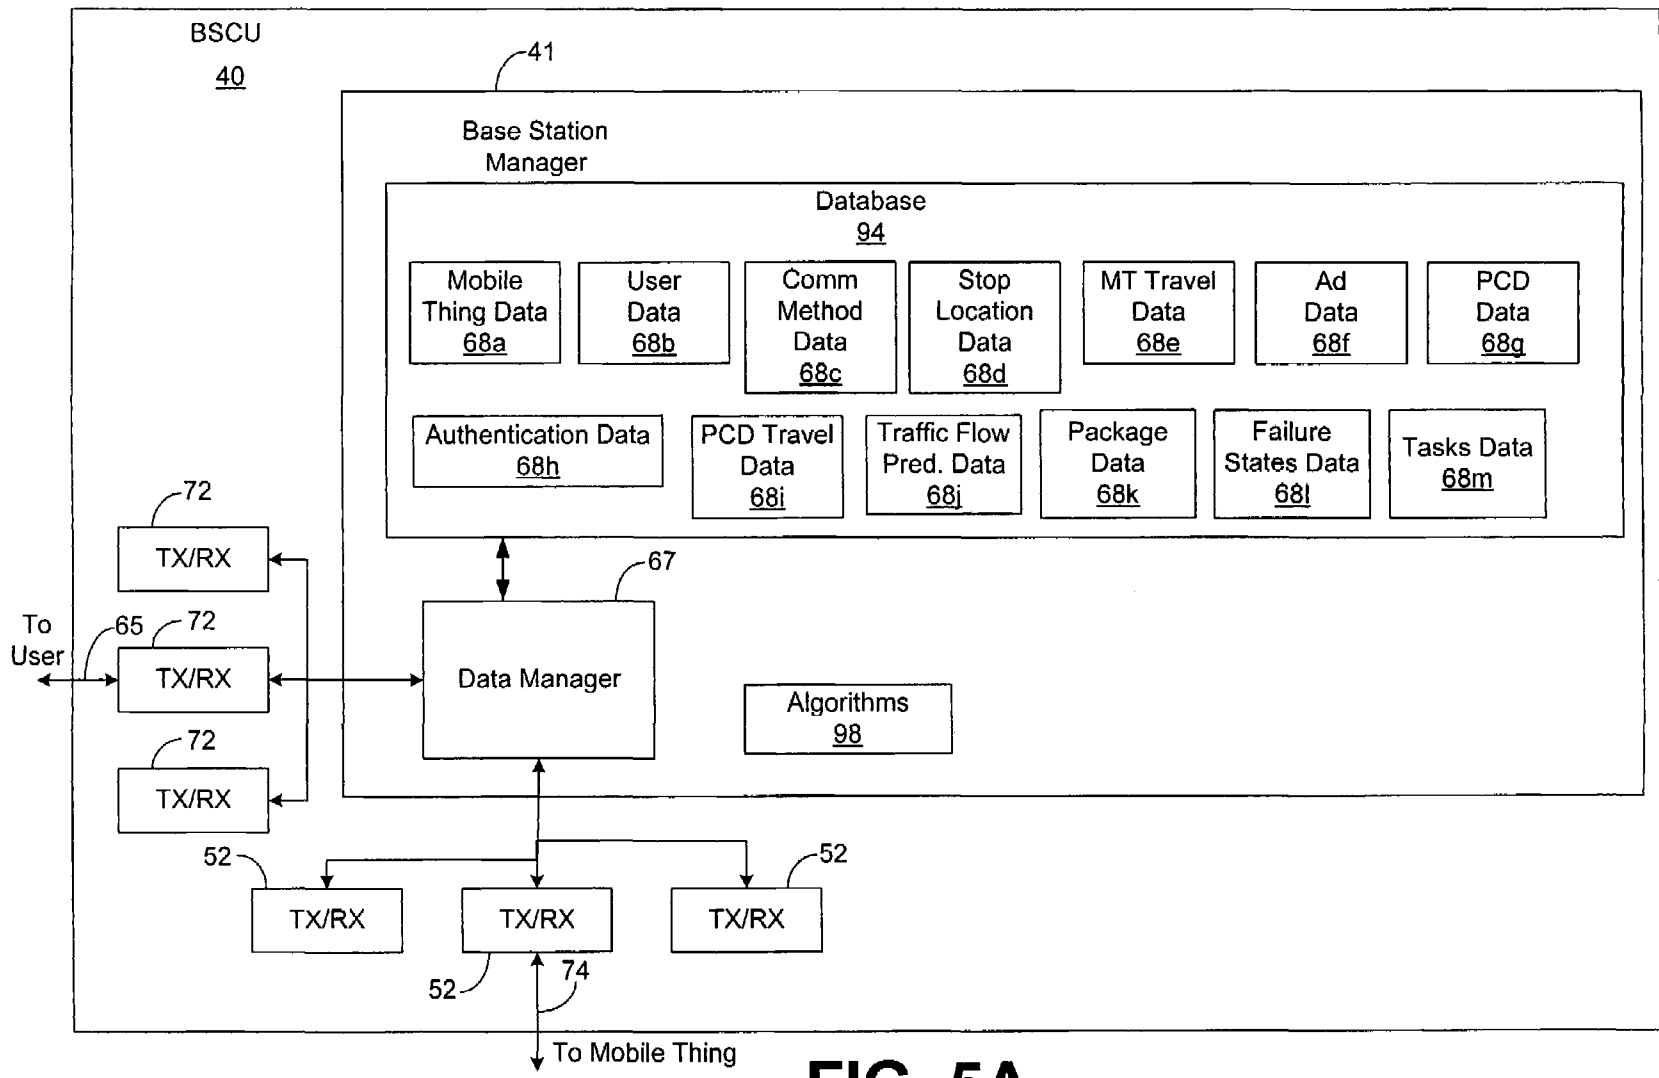 BSCU
40
41
Base Station
Manager
Database
94
Mobile
Thing Data
68a
User
Data
68b
Comm
Method
Data
68c
Stop
Location
Data
68d
MT Travel
Data
68e
Ad
Data
68f
PCD
Data
68g
Authentication Data
68h
PCD Travel
Data
68i
Traffic Flow
Pred. Data
68j
Package
Data
68k
Failure
States Data
68l
Tasks Data
68m
72
TX/RX
67
To
User
65
72
TX/RX
Data Manager
72
TX/RX
Algorithms
98
52
TX/RX
TX/RX
52
52
TX/RX
74
To Mobile Thing
FIG. 5A